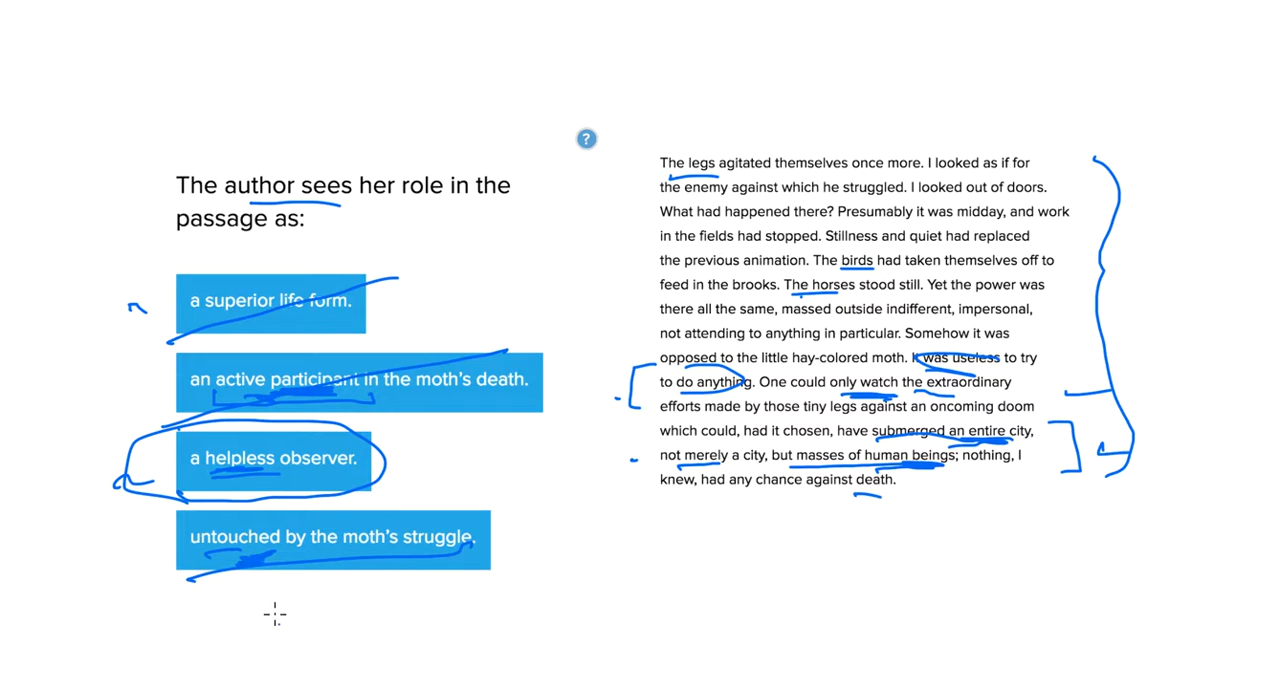 ?
The author sees her role in the
passage as:
a superior life form.
an active participant in the moth's death.
a helpless observer.
untouched by the moth's struggle.
The legs agitated themselves once more. I looked as if for
the enemy against which he struggled. I looked out of doors.
What had happened there? Presumably it was midday, and work
in the fields had stopped. Stillness and quiet had replaced
the previous animation. The birds had taken themselves off to
feed in the brooks. The horses stood still. Yet the power was
there all the same, massed outside indifferent, impersonal,
not attending to anything in particular. Somehow it was
opposed to the little hay-colored moth. It was useless to try
to do anything. One could only watch the extraordinary
efforts made by those tiny legs against an oncoming doom
which could, had it chosen, have submerged an entire city,
not merely a city, but masses of human beings; nothing, I
knew, had any chance against death.